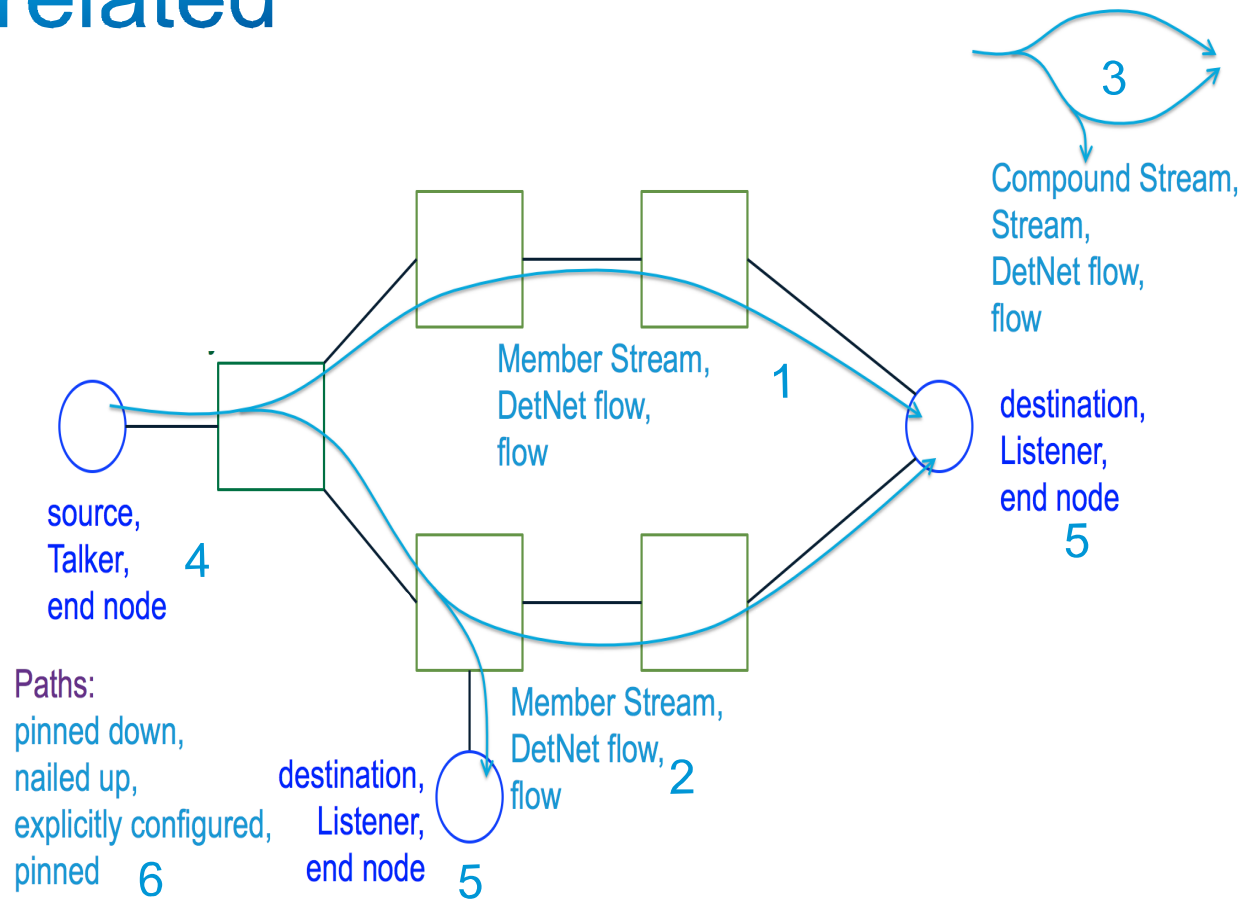 related
3
Compound Stream,
Stream,
DetNet flow,
flow
Member Stream,
DetNet flow,
flow
1
destination,
Listener,
end node
5
source,
Talker,
end node
4
Paths:
pinned down,
nailed up,
explicitly configured,
pinned
6
destination,
Listener,
end node
5
Member Stream,
DetNet flow,
flow
2